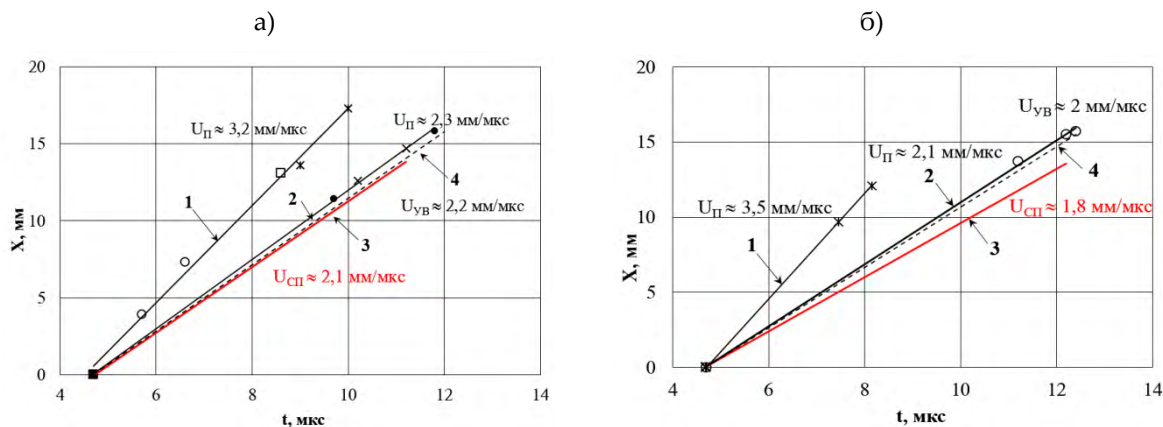 а)
20
15
10
5
0
4
6
8
10
12
14
X, мм
t, мкс
U_П ≈ 3,2 мм/мкс
U_П ≈ 2,3 мм/мкс
1
2
4
U_УВ ≈ 2,2 мм/мкс
3
U_СП ≈ 2,1 мм/мкс
б)
20
15
10
5
0
4
6
8
10
12
14
X, мм
t, мкс
U_УВ ≈ 2 мм/мкс
U_П ≈ 2,1 мм/мкс
2
4
U_П ≈ 3,5 мм/мкс
U_СП ≈ 1,8 мм/мкс
1
3